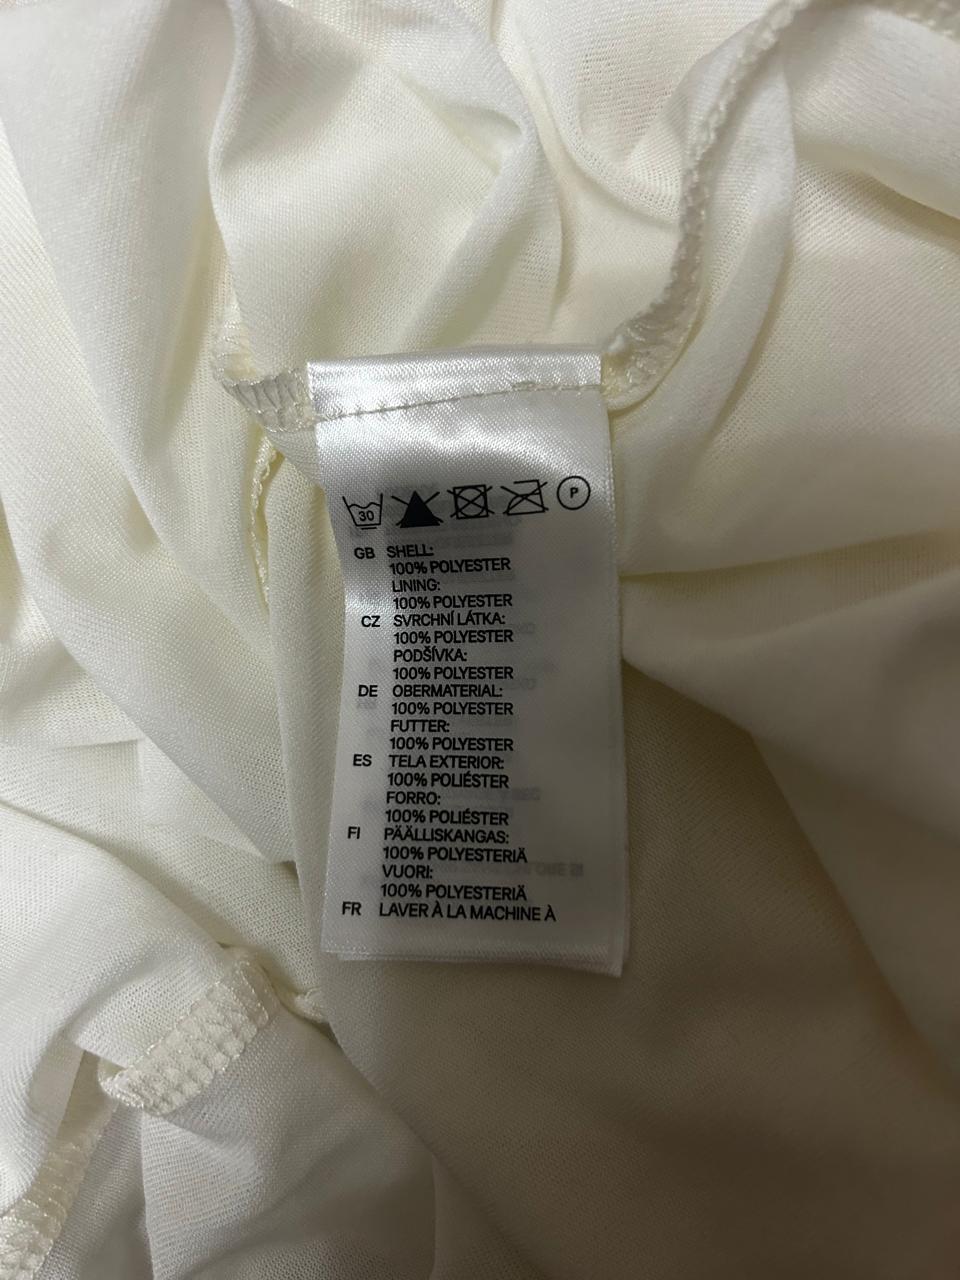 30
P
GB SHELL:
100% POLYESTER
LINING:
100% POLYESTER
CZ SVRCHNÍ LÁTKA:
100% POLYESTER
PODŠÍVKA:
100% POLYESTER
DE OBERMATERIAL:
100% POLYESTER
FUTTER:
100% POLYESTER
ES TELA EXTERIOR:
100% POLIÉSTER
FORRO:
100% POLIÉSTER
FI PÄÄLLISKANGAS:
100% POLYESTERIÄ
VUORI:
100% POLYESTERIÄ
FR LAVER À LA MACHINE À